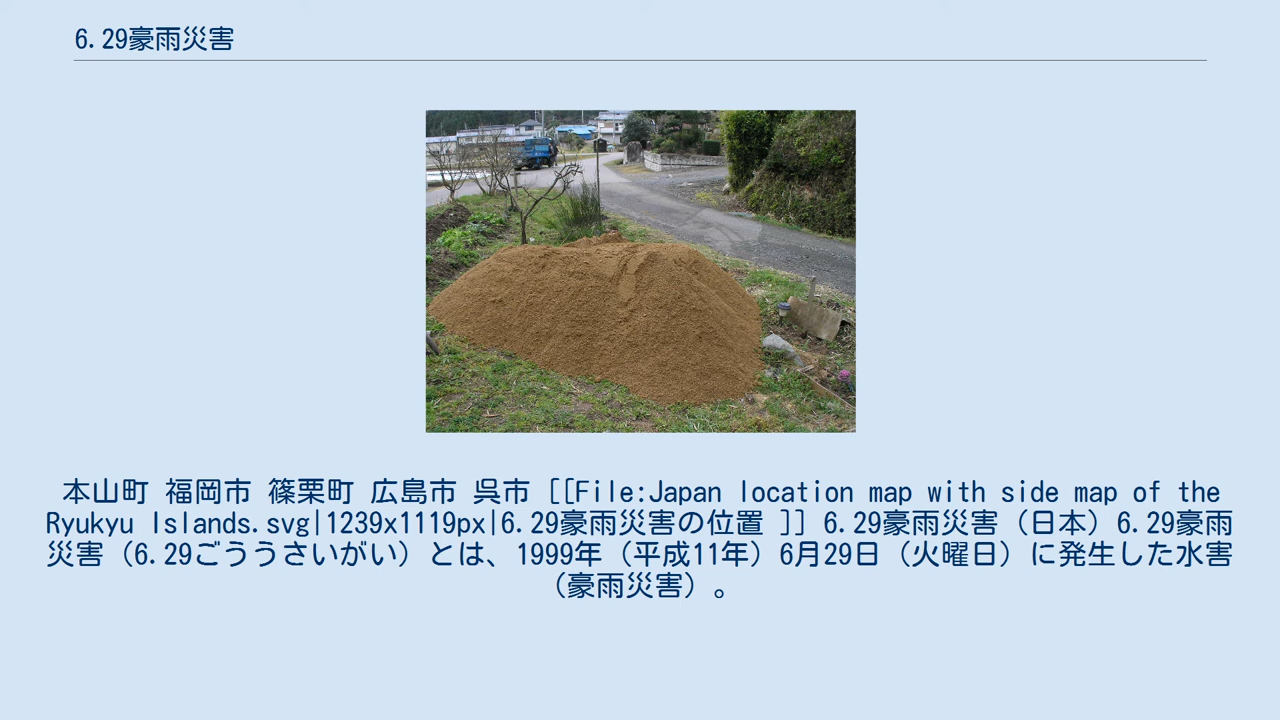 6.29豪雨災害
本山町 福岡市 篠栗町 広島市 呉市 [[File:Japan location map with side map of the
Ryukyu Islands.svg|1239x1119px|6.29豪雨災害の位置 ]] 6.29豪雨災害（日本）6.29豪雨
災害（6.29ごううさいがい）とは、1999年（平成11年）6月29日（火曜日）に発生した水害
（豪雨災害）。